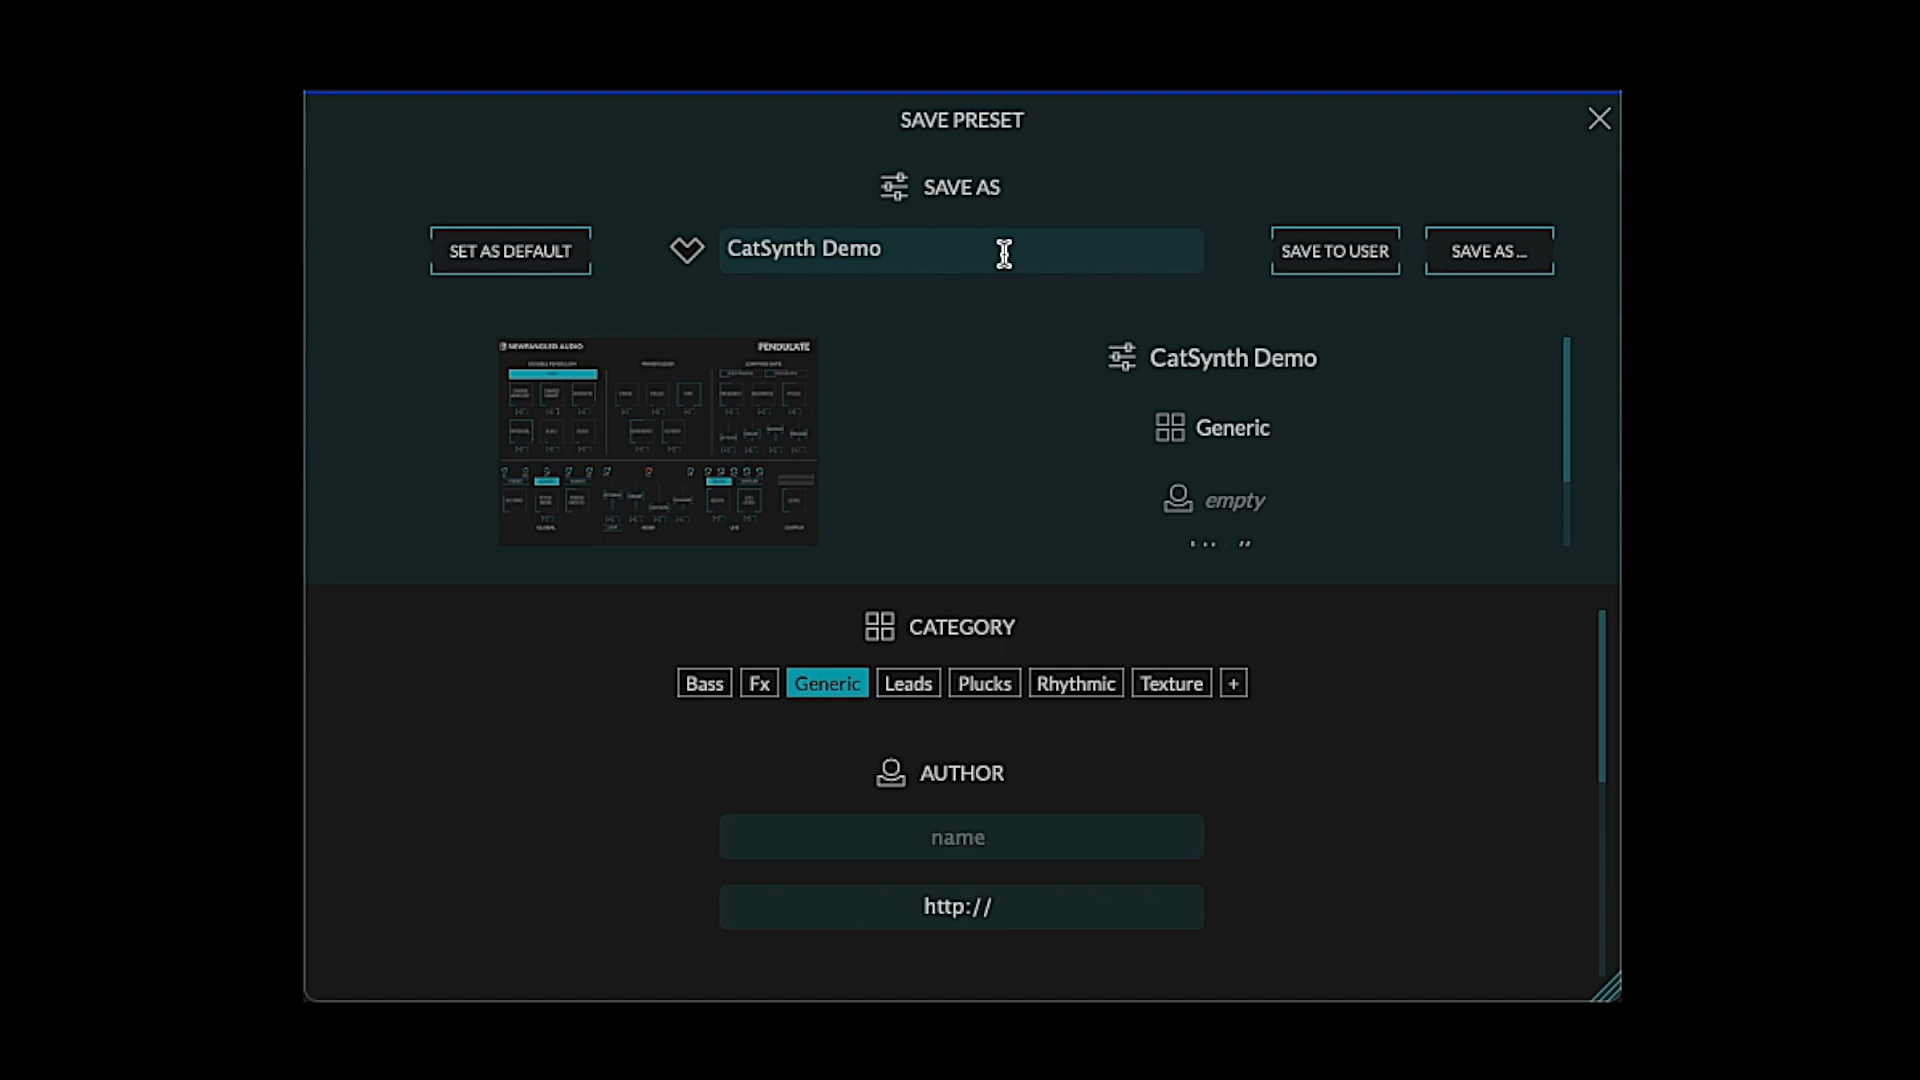 SAVE PRESET
SAVE AS
SET AS DEFAULT
CatSynth Demo
SAVE TO USER
SAVE AS ...
NEWFANGLED AUDIO
PENDULATE
CatSynth Demo
Generic
empty
CATEGORY
Bass
Fx
Generic
Leads
Plucks
Rhythmic
Texture
+
AUTHOR
name
http://